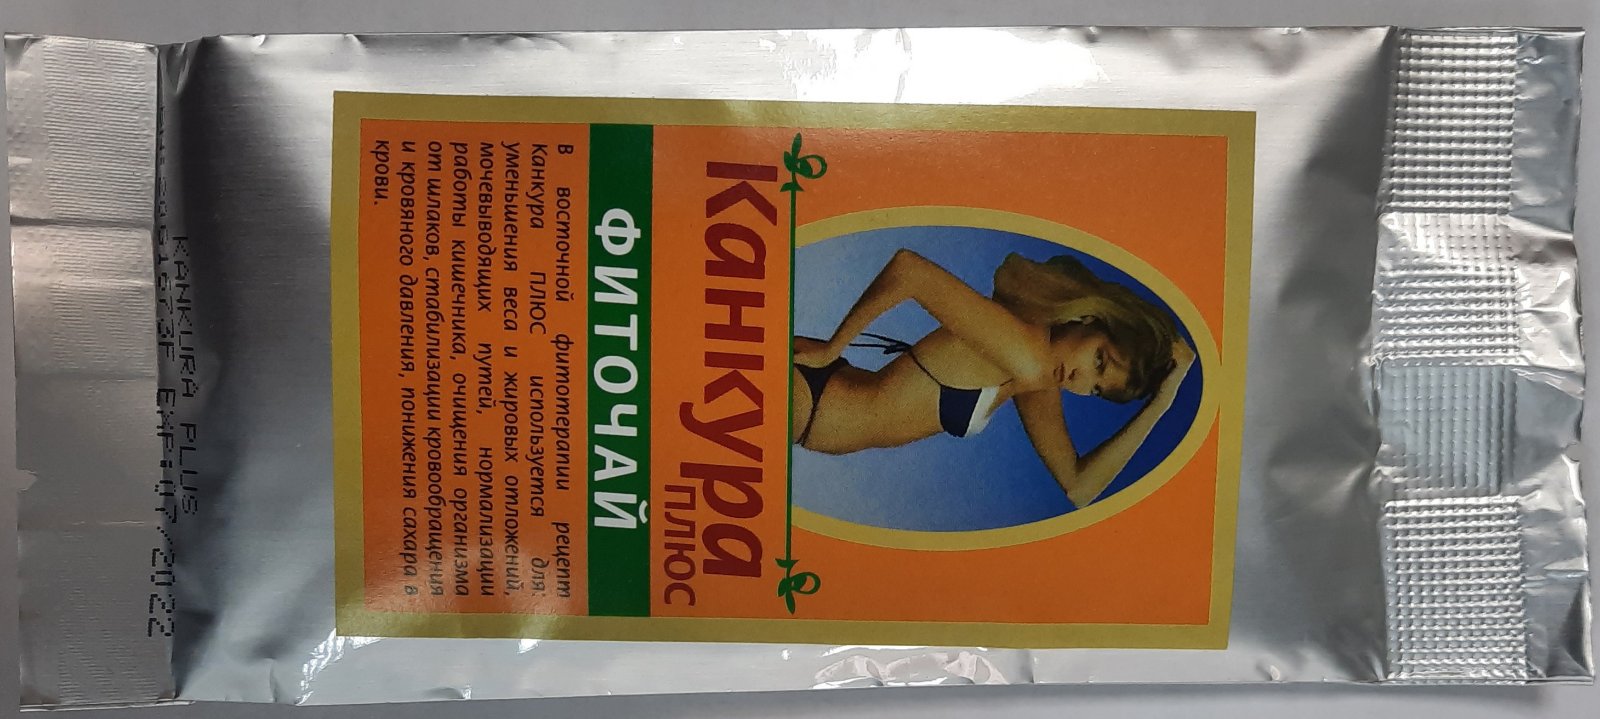 Канкура
ПЛЮС
ФИТОЧАЙ
В восточной фитотерапии рецепт
Канкура ПЛЮС используется для:
уменьшения веса и жировых отложений,
мочевыводящих путей, нормализации
работы кишечника, очищения организма
от шлаков, стабилизации кровообращения
и кровяного давления, понижения сахара в
крови.
KANKURA PLUS
EXP:07/2022